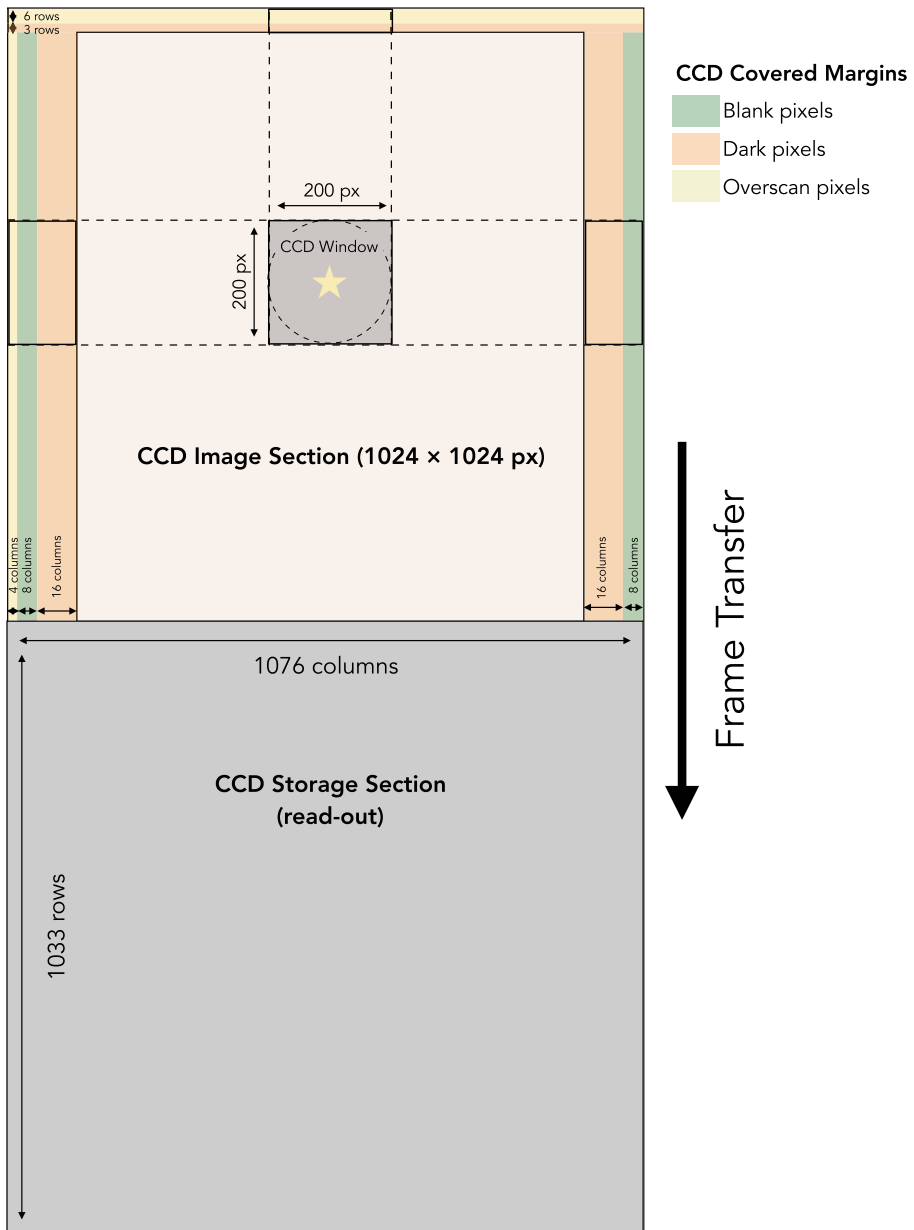 6 rows
3 rows
CCD Covered Margins
Blank pixels
Dark pixels
Overscan pixels
200 px
CCD Window
200 px
CCD Image Section (1024 × 1024 px)
4 columns
8 columns
16 columns
16 columns
8 columns
Frame Transfer
1076 columns
CCD Storage Section
(read-out)
1033 rows